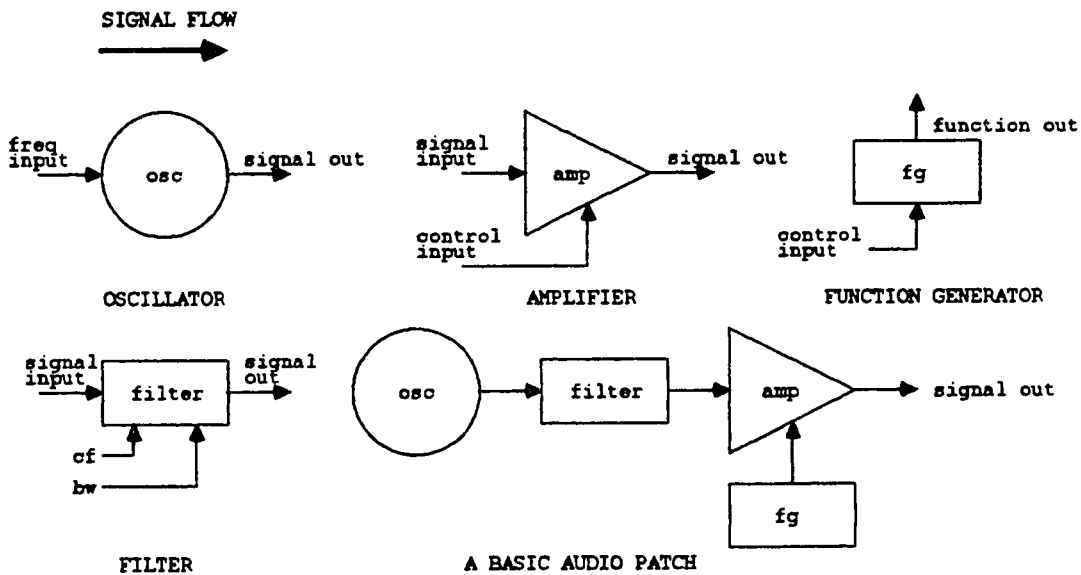 SIGNAL FLOW
freq
input
osc
signal out
OSCILLATOR
signal
input
amp
signal out
control
input
AMPLIFIER
function out
fg
control
input
FUNCTION GENERATOR
signal
input
filter
signal
out
cf
bw
FILTER
osc
filter
amp
signal out
fg
A BASIC AUDIO PATCH